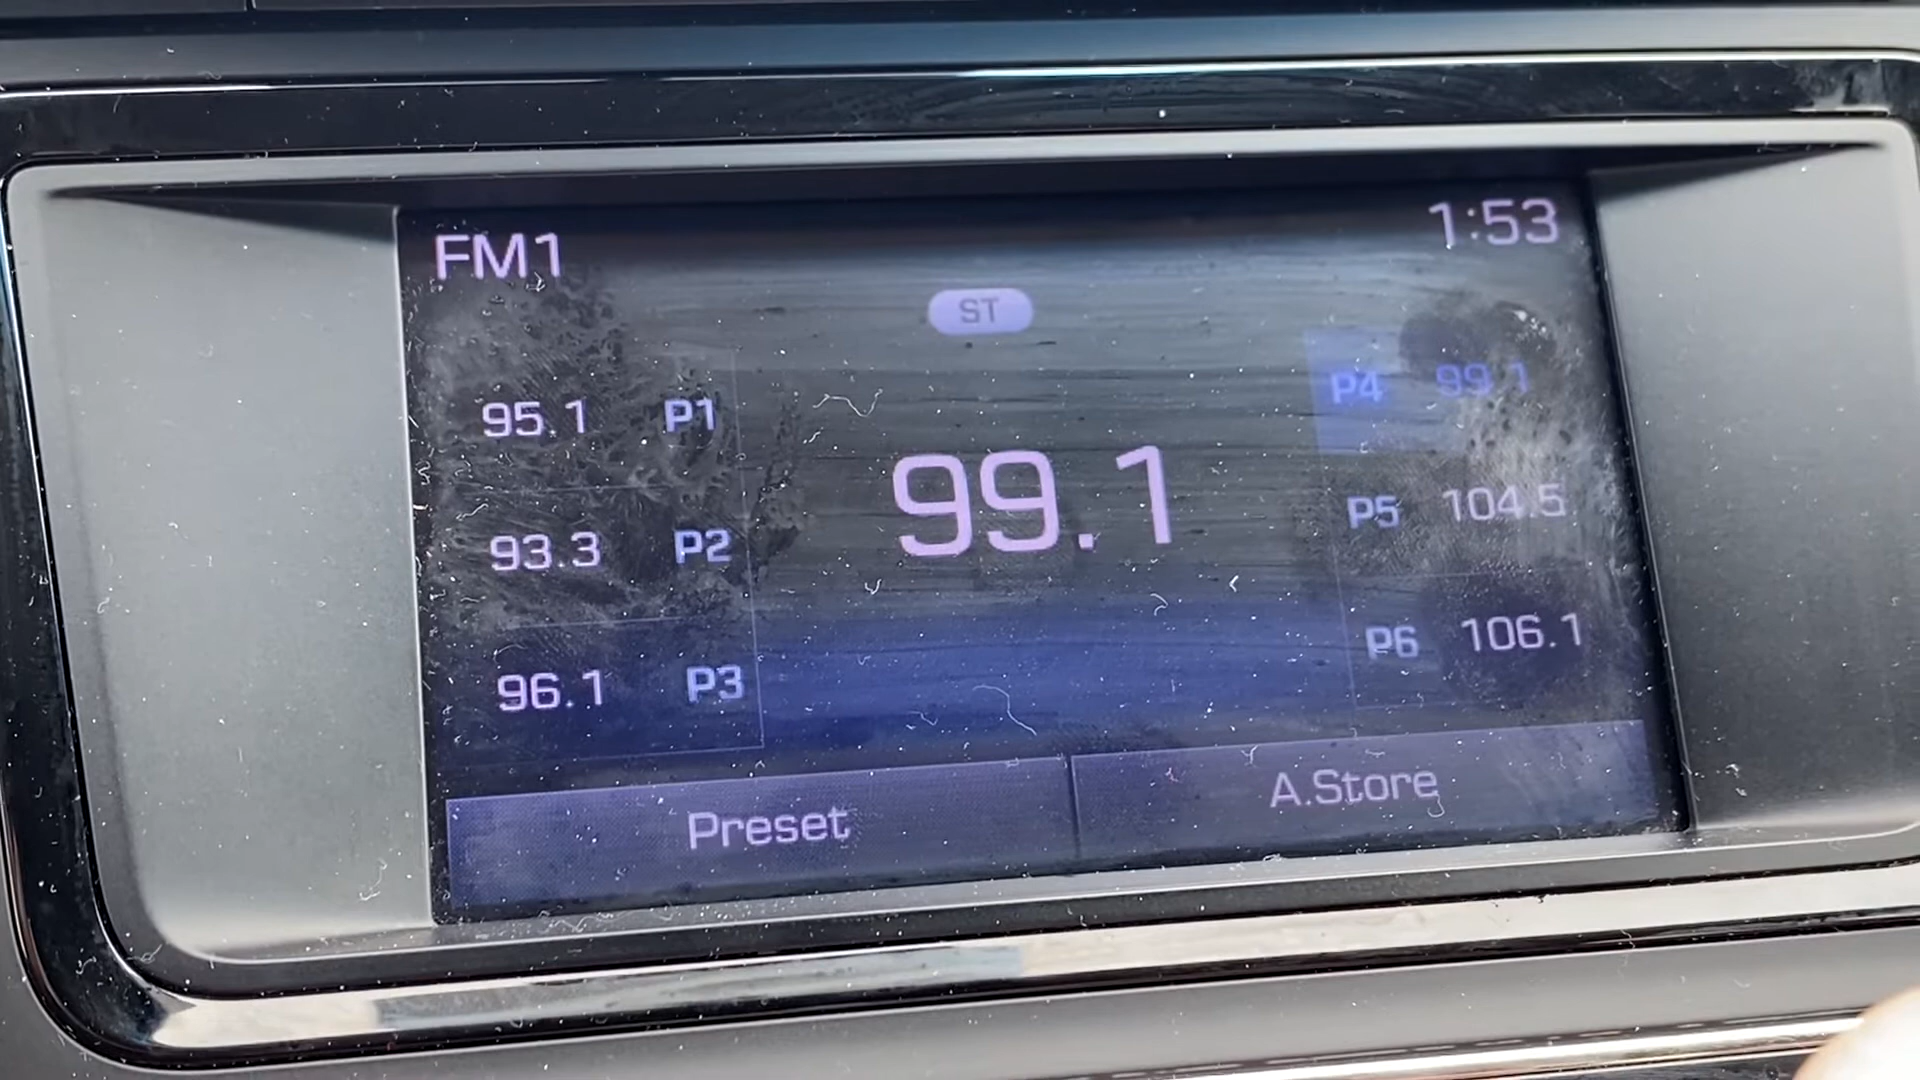 FM1
1:53
ST
95.1 P1
93.3 P2
96.1 P3
99.1
P4 99.1
P5 104.5
P6 106.1
Preset
A.Store